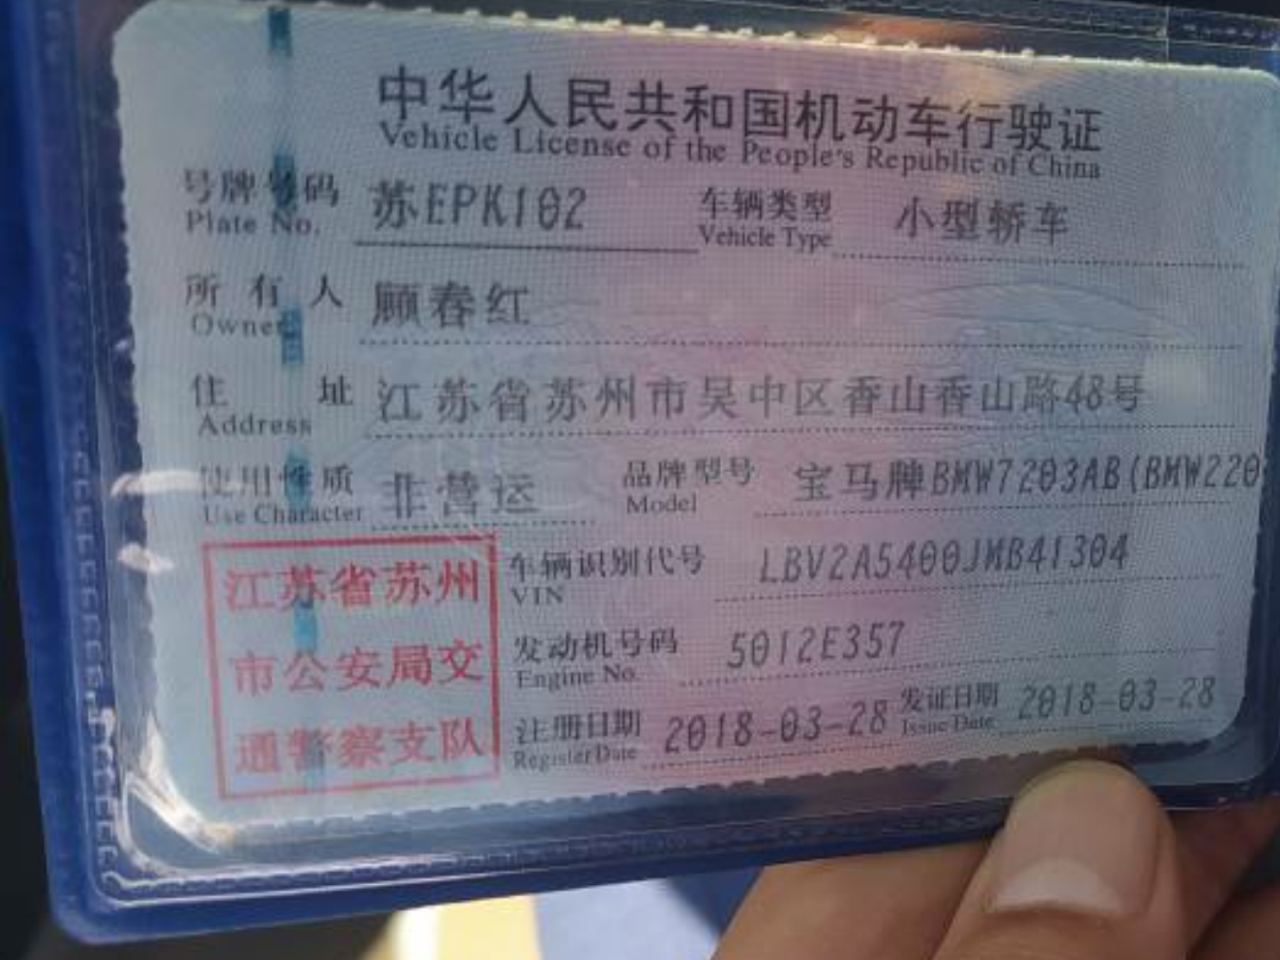 中华人民共和国机动车行驶证
Vehicle License of the People's Republic of China
号牌号码 苏EPK102 车辆类型 小型轿车
Plate No. Vehicle Type
所有人 顾春红
Owner
住址 江苏省苏州市吴中区香山香山路48号
Address
使用性质 非营运 品牌型号 宝马牌BMW7203AB(BMW220
Use Character Model
江苏省苏州
市公安局交
通警察支队
车辆识别代号 LBV2A5400JMB41304
VIN
发动机号码 5012E357
Engine No.
注册日期 2018-03-28 发证日期 2018-03-28
Register Date Issue Date